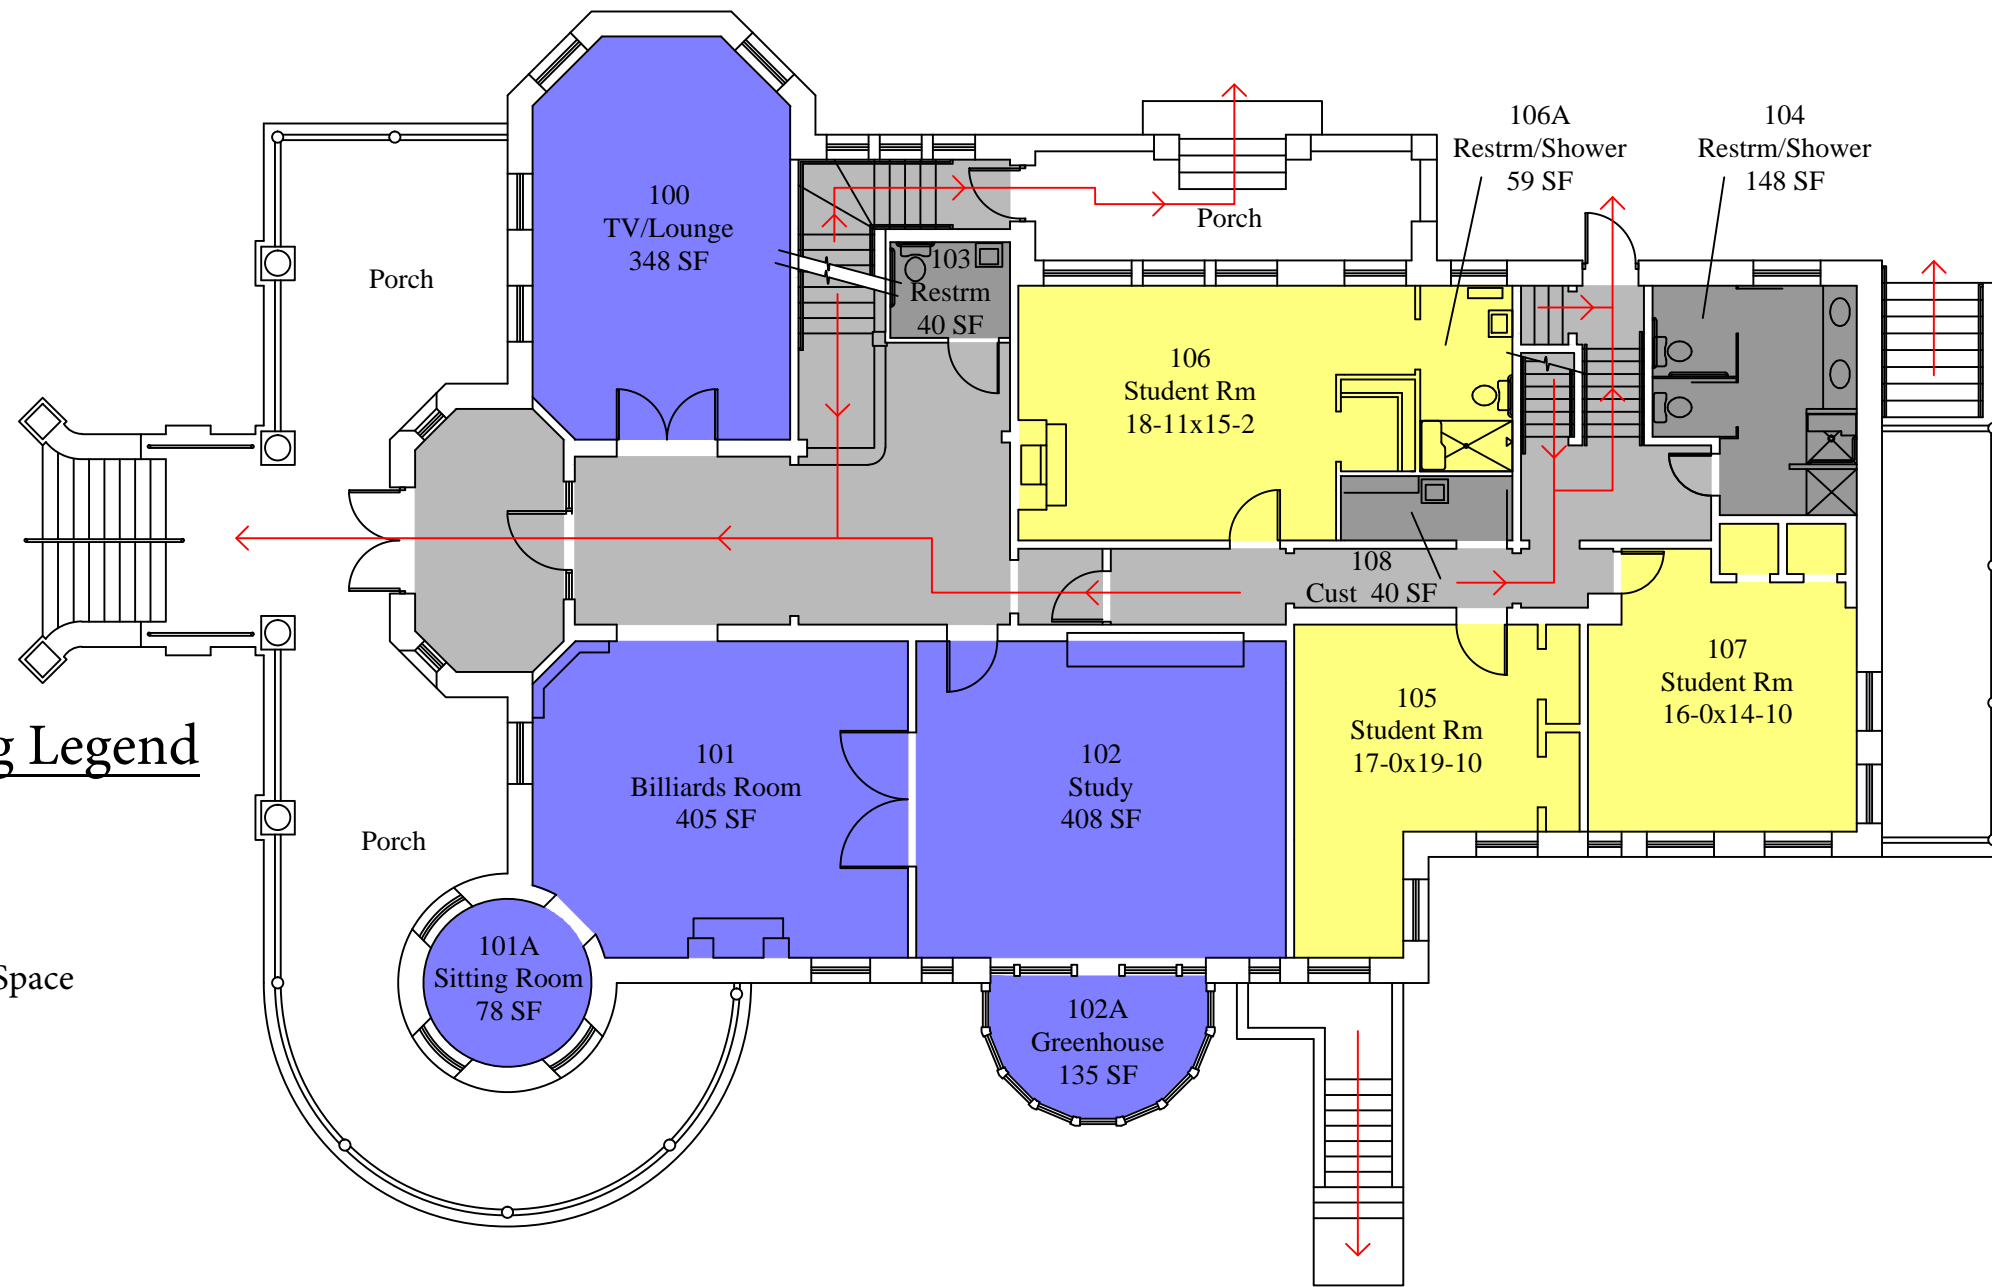 100
TV/Lounge
348 SF
106A
Restrm/Shower
59 SF
104
Restrm/Shower
148 SF
Porch
Porch
103
Restrm
40 SF
106
Student Rm
18-11x15-2
108
Cust 40 SF
107
Student Rm
16-0x14-10
105
Student Rm
17-0x19-10
g Legend
101
Billiards Room
405 SF
102
Study
408 SF
Porch
101A
Sitting Room
78 SF
Space
102A
Greenhouse
135 SF